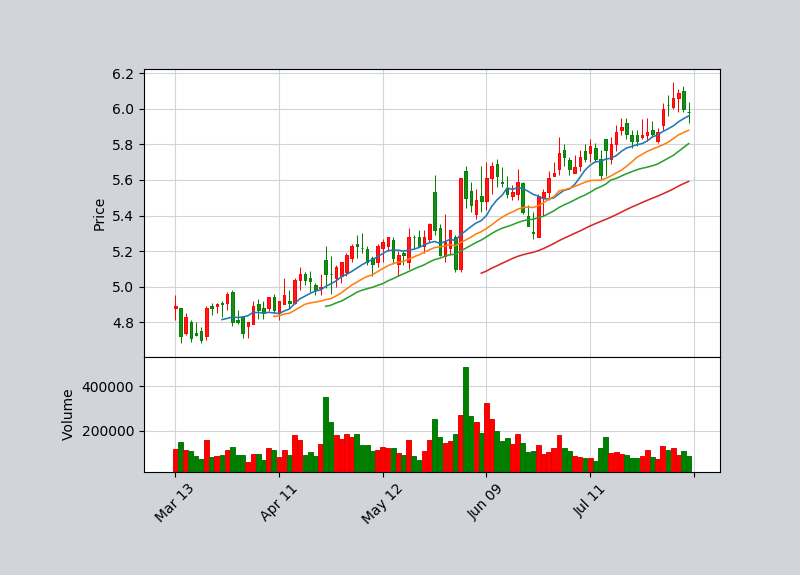 6.2
6.0
5.8
5.6
5.4
5.2
5.0
4.8
Price
400000
200000
Volume
Mar 13
Apr 11
May 12
Jun 09
Jul 11